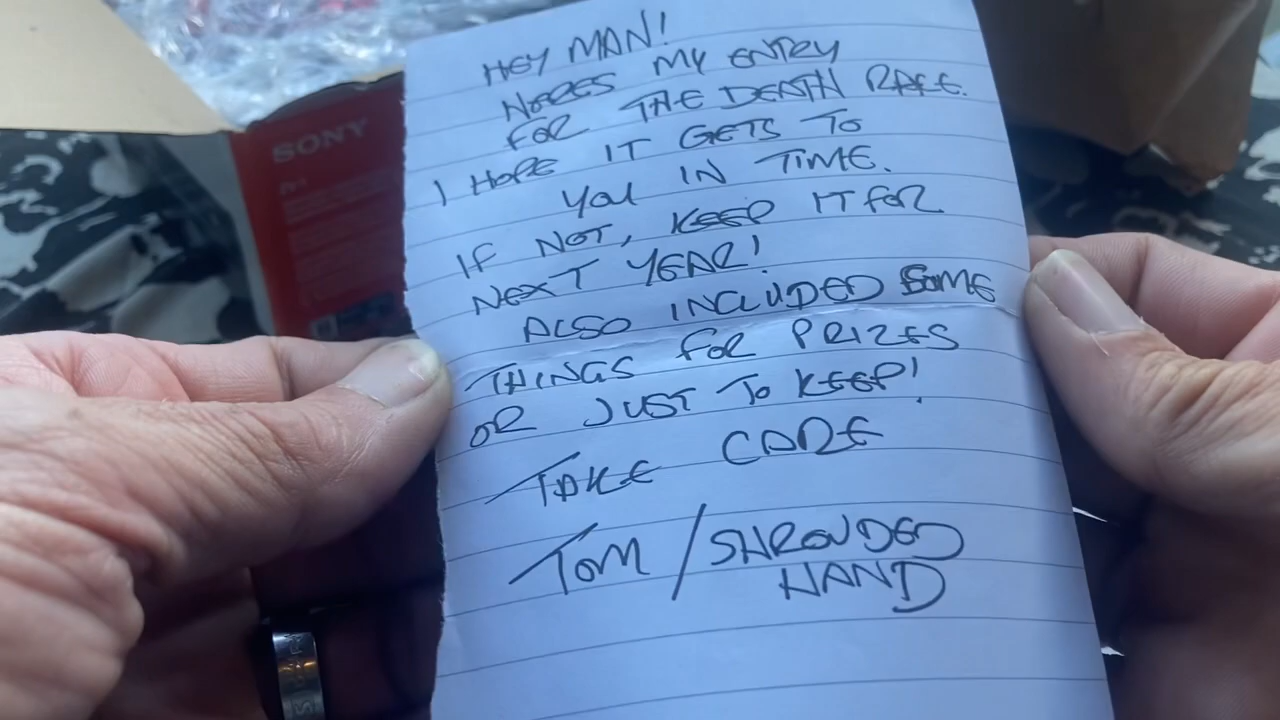 HEY MAN!
HERES MY ENTRY
FOR THE DEATH RACE.
I HOPE IT GETS TO
YOU IN TIME.
IF NOT, KEEP IT FOR
NEXT YEAR!
ALSO INCLUDED SOME
THINGS FOR PRIZES
OR JUST TO KEEP!
TAKE CARE
TOM / SHROUDED
HAND
SONY